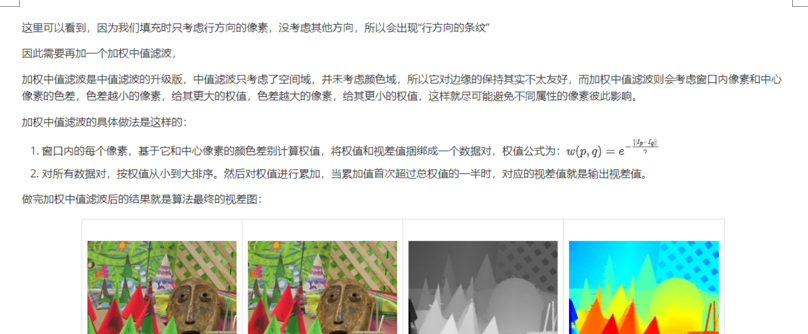 这里可以看到，因为我们填充时只考虑行方向的像素，没考虑其他方向，所以会出现“行方向的条纹”
因此需要再加一个加权中值滤波，
加权中值滤波是中值滤波的升级版，中值滤波只考虑了空间域，并未考虑颜色域，所以它对边缘的保持其实不太友好，而加权中值滤波则会考虑窗口内像素和中心
像素的色差，色差越小的像素，给其更大的权值，色差越大的像素，给其更小的权值，这样就尽可能避免不同属性的像素彼此影响。
加权中值滤波的具体做法是这样的：
1. 窗口内的每个像素，基于它和中心像素的颜色差别计算权值，将权值和视差值捆绑成一个数据对，权值公式为：w(p, q) = e^{-\frac{||I_p-I_q||}{γ}}
2. 对所有数据对，按权值从小到大排序。然后对权值进行累加，当累加值首次超过总权值的一半时，对应的视差值就是输出视差值。
做完加权中值滤波后的结果就是算法最终的视差图：